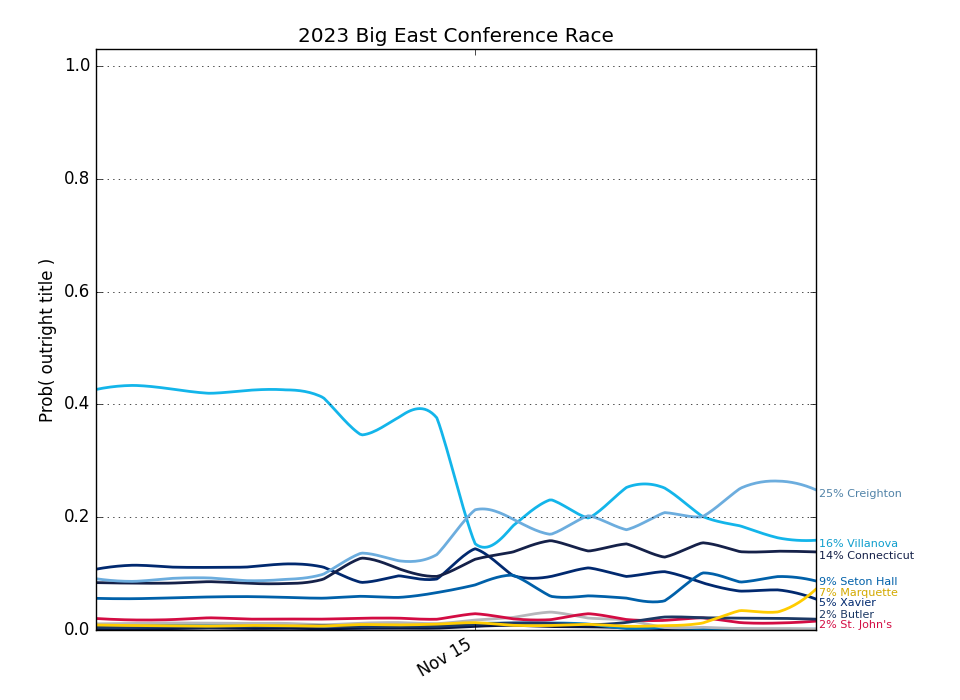 2023 Big East Conference Race
Prob( outright title )
1.0
0.8
0.6
0.4
0.2
0.0
Nov 15
25% Creighton
16% Villanova
14% Connecticut
9% Seton Hall
7% Marquette
5% Xavier
2% Butler
2% St. John's